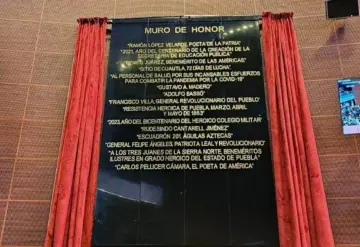 MURO DE HONOR
"RAMÓN LÓPEZ VELARDE, POETA DE LA PATRIA"
"2021, AÑO DEL CENTENARIO DE LA CREACIÓN DE LA
SECRETARÍA DE EDUCACIÓN PÚBLICA"
JUÁREZ, BENEMÉRITO DE LAS AMÉRICAS"
"SITIO DE CUAUTLA, 72 DÍAS DE LUCHA"
"AL PERSONAL DE SALUD, POR SUS INCANSABLES ESFUERZOS
PARA COMBATIR LA PANDEMIA POR LA COVID-19"
"GUSTAVO A. MADERO"
"ADOLFO BASSÓ"
"FRANCISCO VILLA, GENERAL REVOLUCIONARIO DEL PUEBLO"
"RESISTENCIA HEROICA DE PUEBLA MARZO, ABRIL
Y MAYO DE 1863"
"2023, AÑO DEL BICENTENARIO DEL HEROICO COLEGIO MILITAR"
"RUDESINDO CANTARELL JIMÉNEZ"
"ESCUADRÓN 201, ÁGUILAS AZTECAS"
"GENERAL FELIPE ÁNGELES, PATRIOTA LEAL Y REVOLUCIONARIO"
"A LOS TRES JUANES DE LA SIERRA NORTE, BENEMÉRITOS
ILUSTRES EN GRADO HEROICO DEL ESTADO DE PUEBLA"
"CARLOS PELLICER CÁMARA, EL POETA DE AMÉRICA"